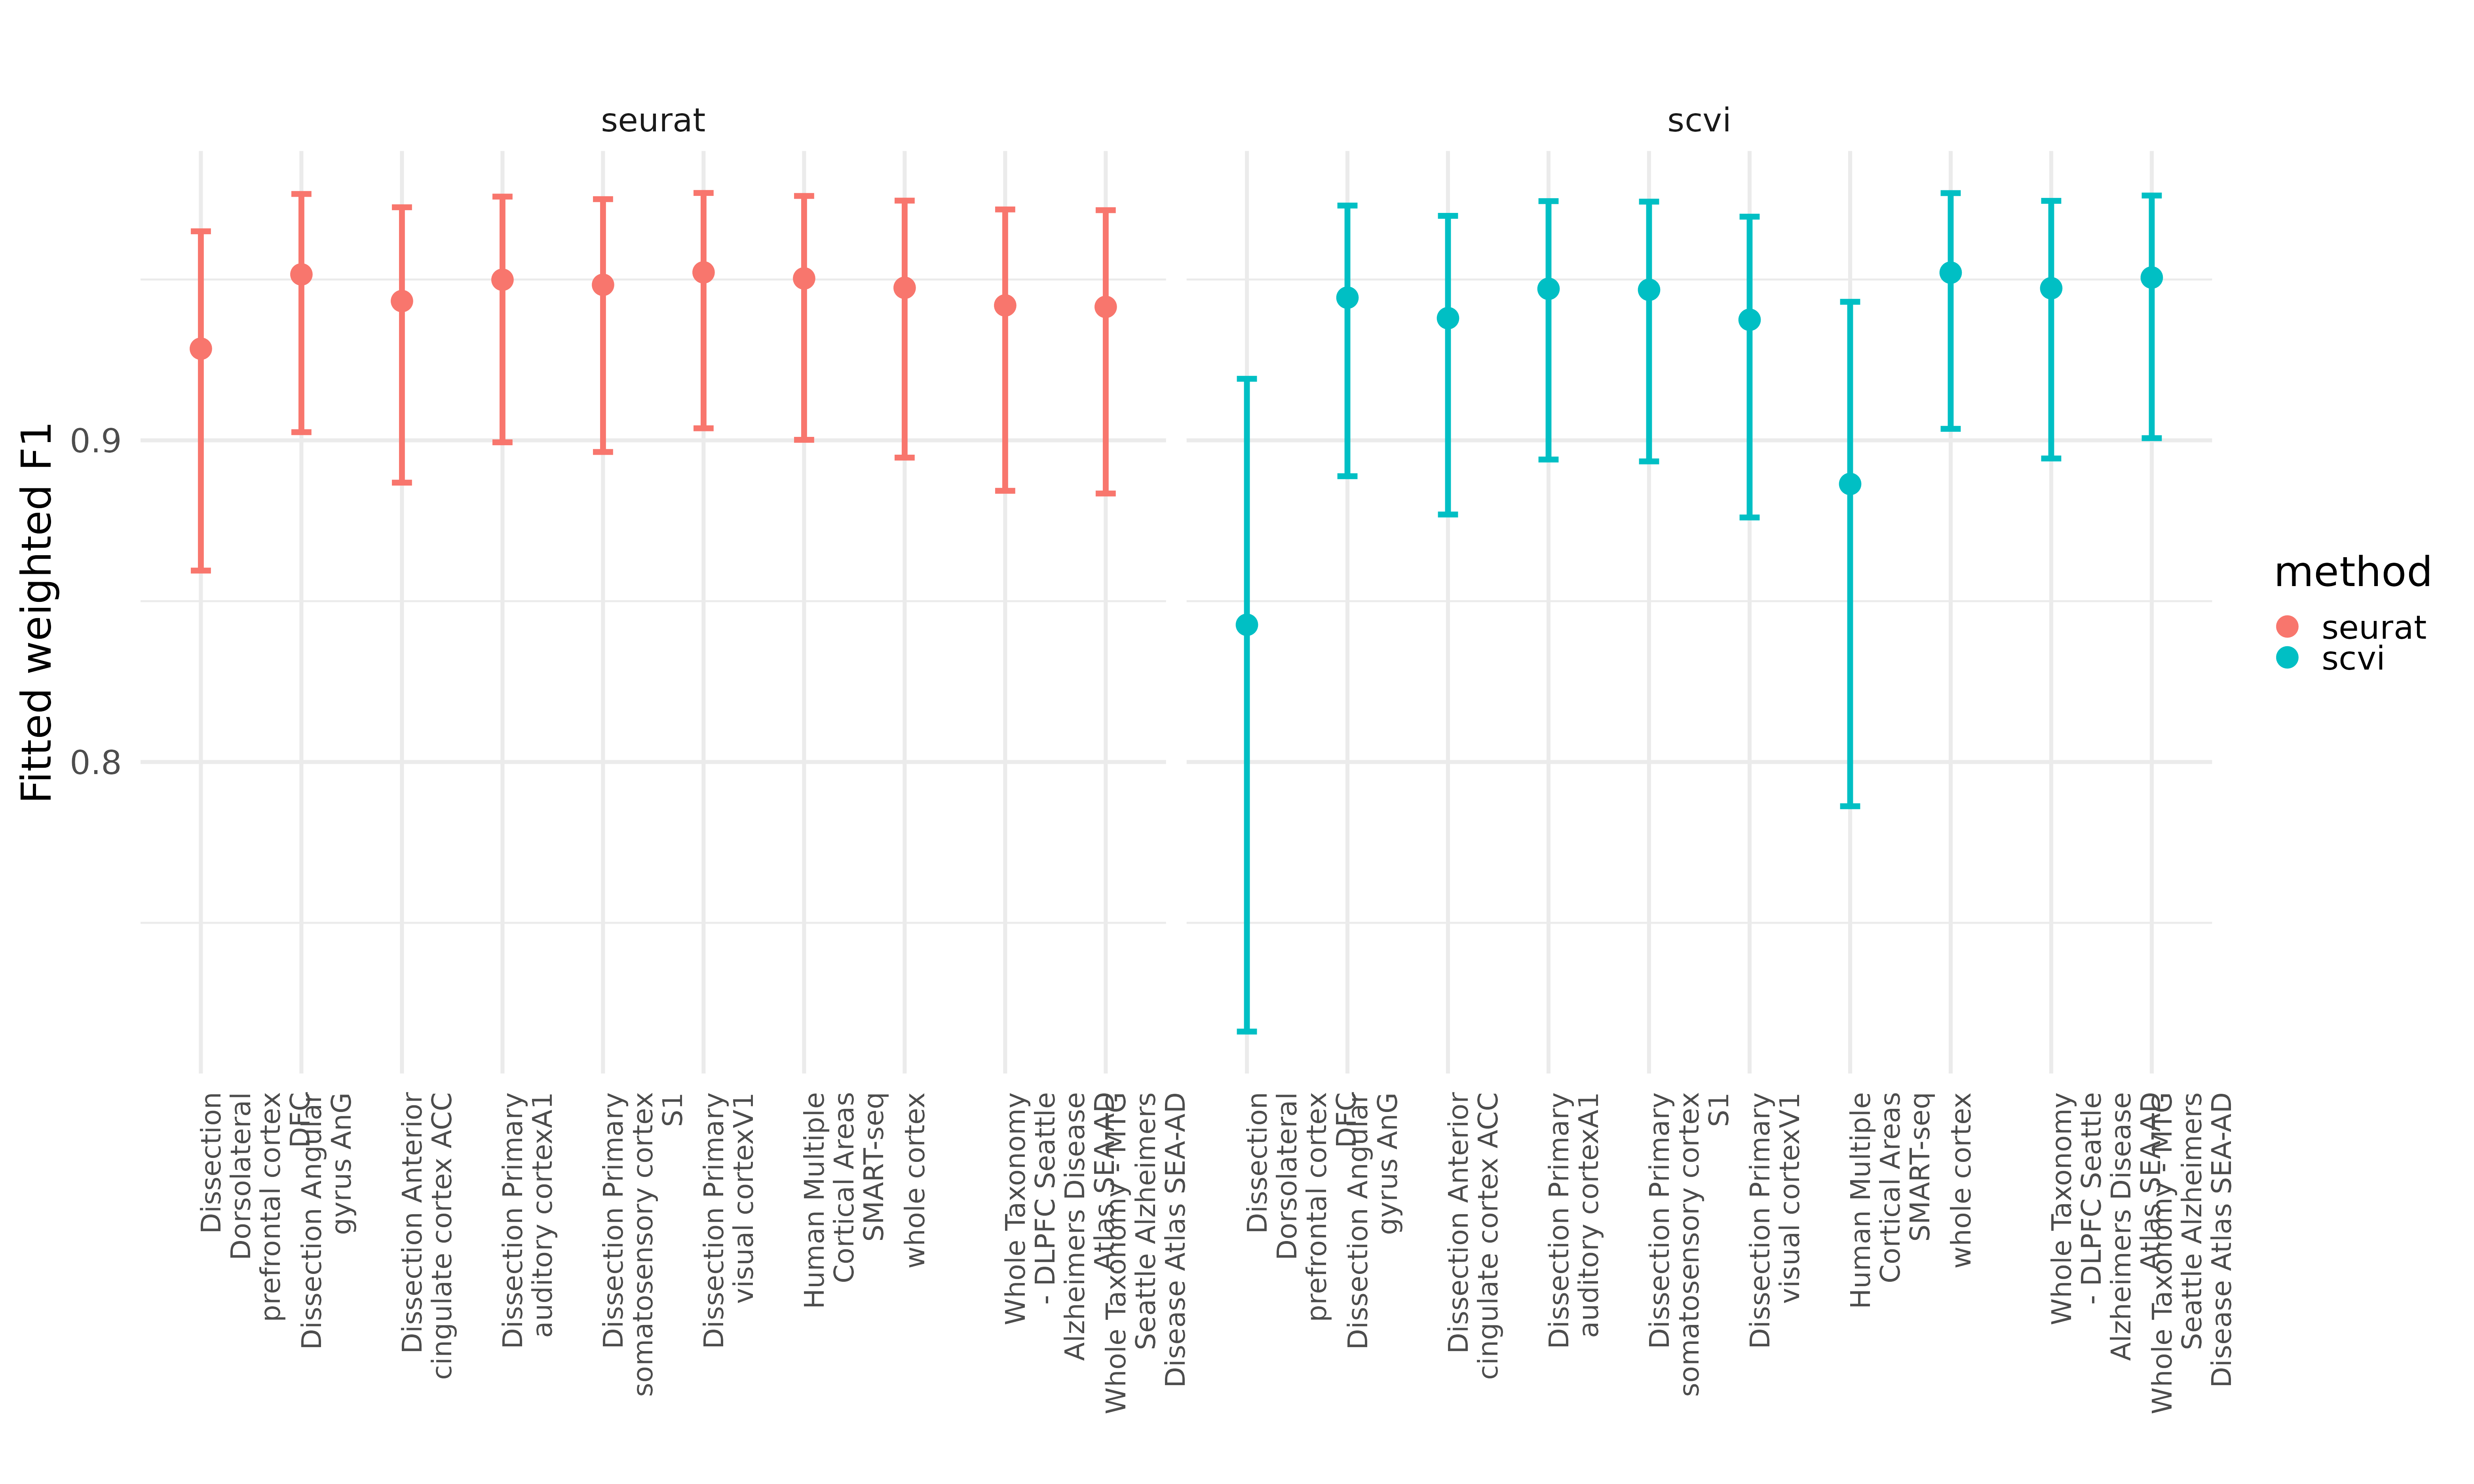 seurat
scvi
Fitted weighted F1
0.9
0.8
method
seurat
scvi
Dissection
Dorsolateral
prefrontal cortex
DFC
Dissection Angular
gyrus AnG
Dissection Anterior
cingulate cortex ACC
Dissection Primary
auditory cortexA1
Dissection Primary
somatosensory cortex
S1
Dissection Primary
visual cortexV1
Human Multiple
Cortical Areas
SMART-seq
whole cortex
Whole Taxonomy
- DLPFC Seattle
Alzheimers Disease
Atlas SEA-AD
Whole Taxonomy - MTG
Seattle Alzheimers
Disease Atlas SEA-AD
Dissection
Dorsolateral
prefrontal cortex
DFC
Dissection Angular
gyrus AnG
Dissection Anterior
cingulate cortex ACC
Dissection Primary
auditory cortexA1
Dissection Primary
somatosensory cortex
S1
Dissection Primary
visual cortexV1
Human Multiple
Cortical Areas
SMART-seq
whole cortex
Whole Taxonomy
- DLPFC Seattle
Alzheimers Disease
Atlas SEA-AD
Whole Taxonomy - MTG
Seattle Alzheimers
Disease Atlas SEA-AD